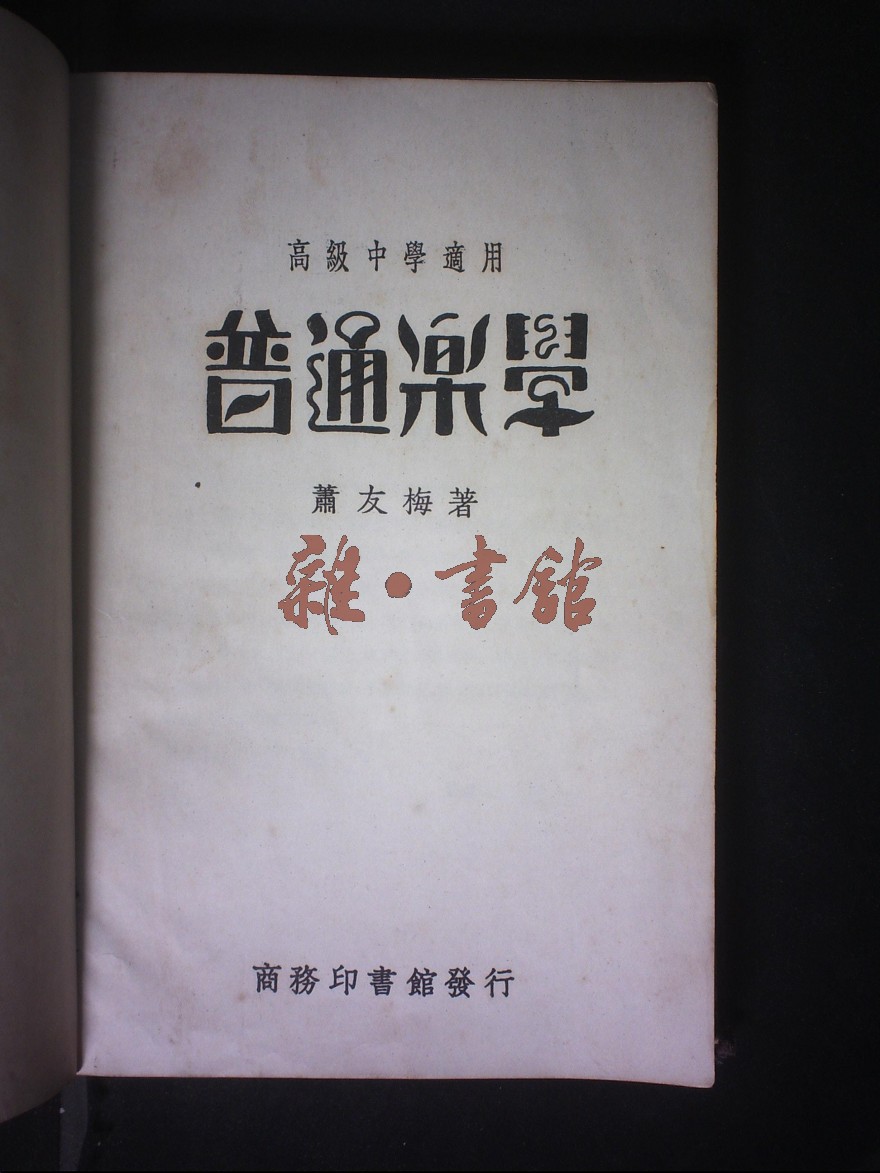 高級中學適用
普通樂學
蕭友梅著
雜·書館
商務印書館發行